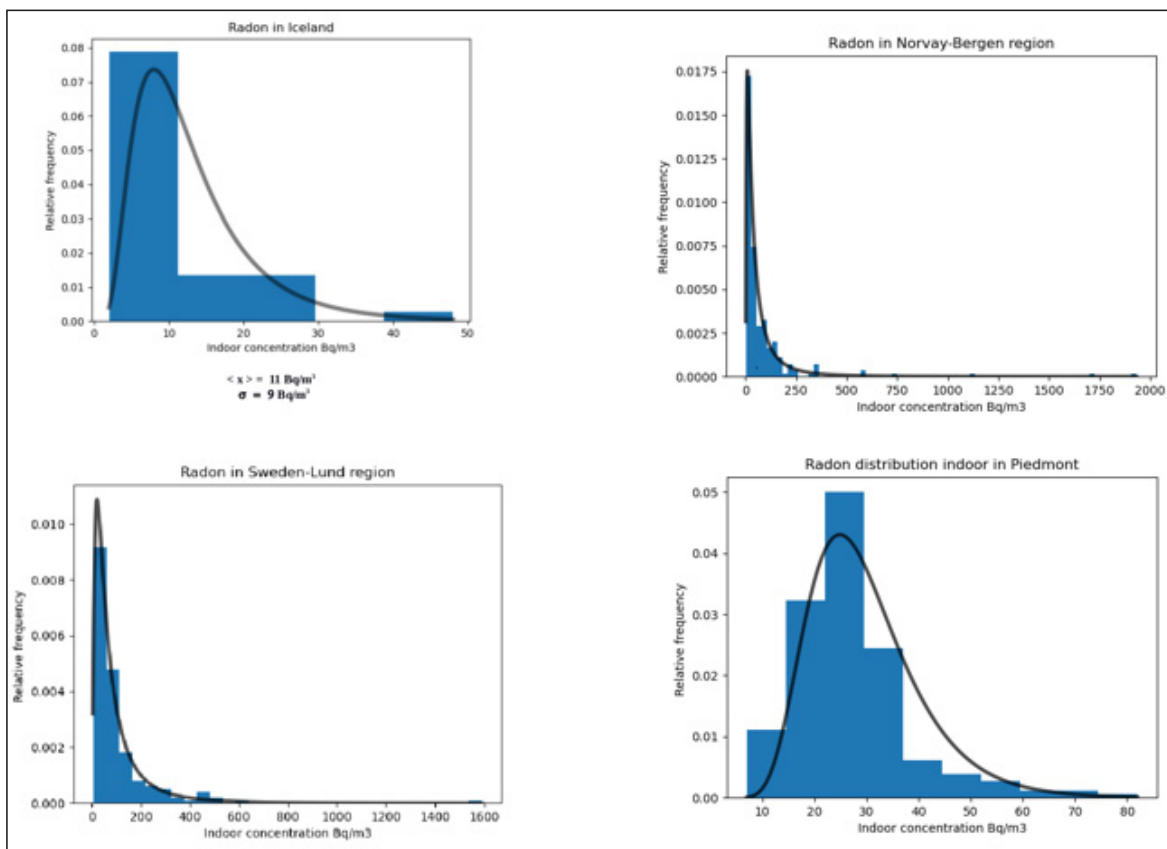 Radon in Iceland
0.08
0.07
0.06
0.05
0.04
0.03
0.02
0.01
0.00
Relative frequency
0 10 20 30 40 50
Indoor concentration Bq/m3
< x > = 11 Bq/m³
σ = 9 Bq/m³
Radon in Norvay-Bergen region
0.0175
0.0150
0.0125
0.0100
0.0075
0.0050
0.0025
0.0000
Relative frequency
0 250 500 750 1000 1250 1500 1750 2000
Indoor concentration Bq/m3
Radon in Sweden-Lund region
0.010
0.008
0.006
0.004
0.002
0.000
Relative frequency
0 200 400 600 800 1000 1200 1400 1600
Indoor concentration Bq/m3
Radon distribution indoor in Piedmont
0.05
0.04
0.03
0.02
0.01
0.00
Relative frequency
10 20 30 40 50 60 70 80
Indoor concentration Bq/m3